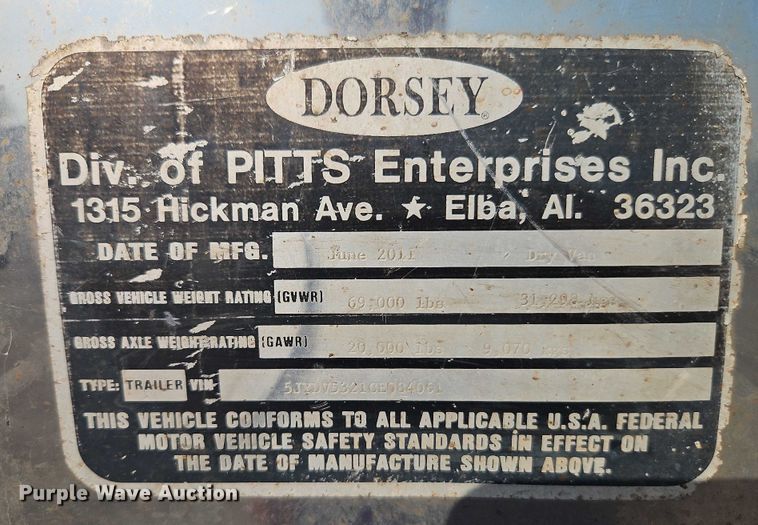 DORSEY®
Div. of PITTS Enterprises Inc.
1315 Hickman Ave. ★ Elba, Al. 36323
DATE OF MFG. June 2011 Dry Van
GROSS VEHICLE WEIGHT RATING (GVWR) 69,000 lbs
GROSS AXLE WEIGHT RATING (GAWR) 20,000 lbs 9,070 kgs
TYPE: TRAILER VIN
THIS VEHICLE CONFORMS TO ALL APPLICABLE U.S.A. FEDERAL
MOTOR VEHICLE SAFETY STANDARDS IN EFFECT ON
THE DATE OF MANUFACTURE SHOWN ABOVE.
Purple Wave Auction